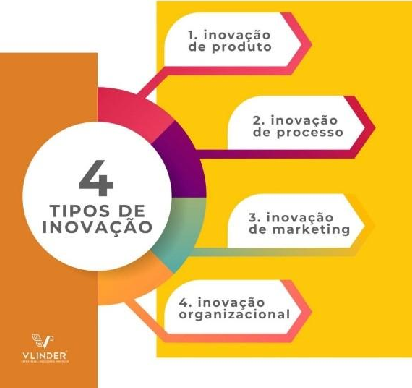 1. inovação
de produto
2. inovação
de processo
4
TIPOS DE
INOVAÇÃO
3. inovação
de marketing
4. inovação
organizacional
VLINDER